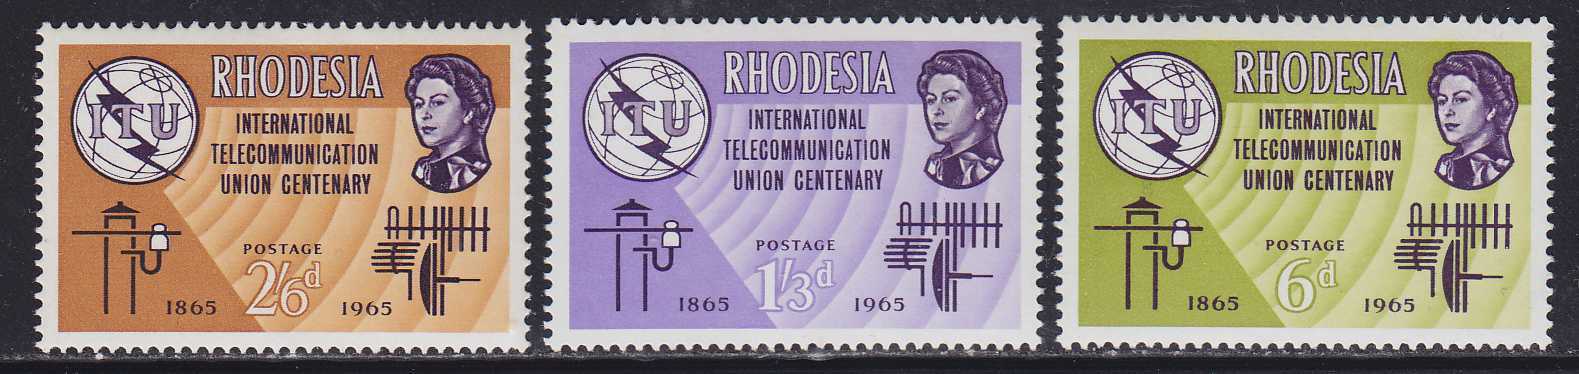 ITU
RHODESIA
INTERNATIONAL
TELECOMMUNICATION
UNION CENTENARY
POSTAGE
2/6d
1865
1965
ITU
RHODESIA
INTERNATIONAL
TELECOMMUNICATION
UNION CENTENARY
POSTAGE
1/3d
1865
1965
ITU
RHODESIA
INTERNATIONAL
TELECOMMUNICATION
UNION CENTENARY
POSTAGE
6d
1865
1965